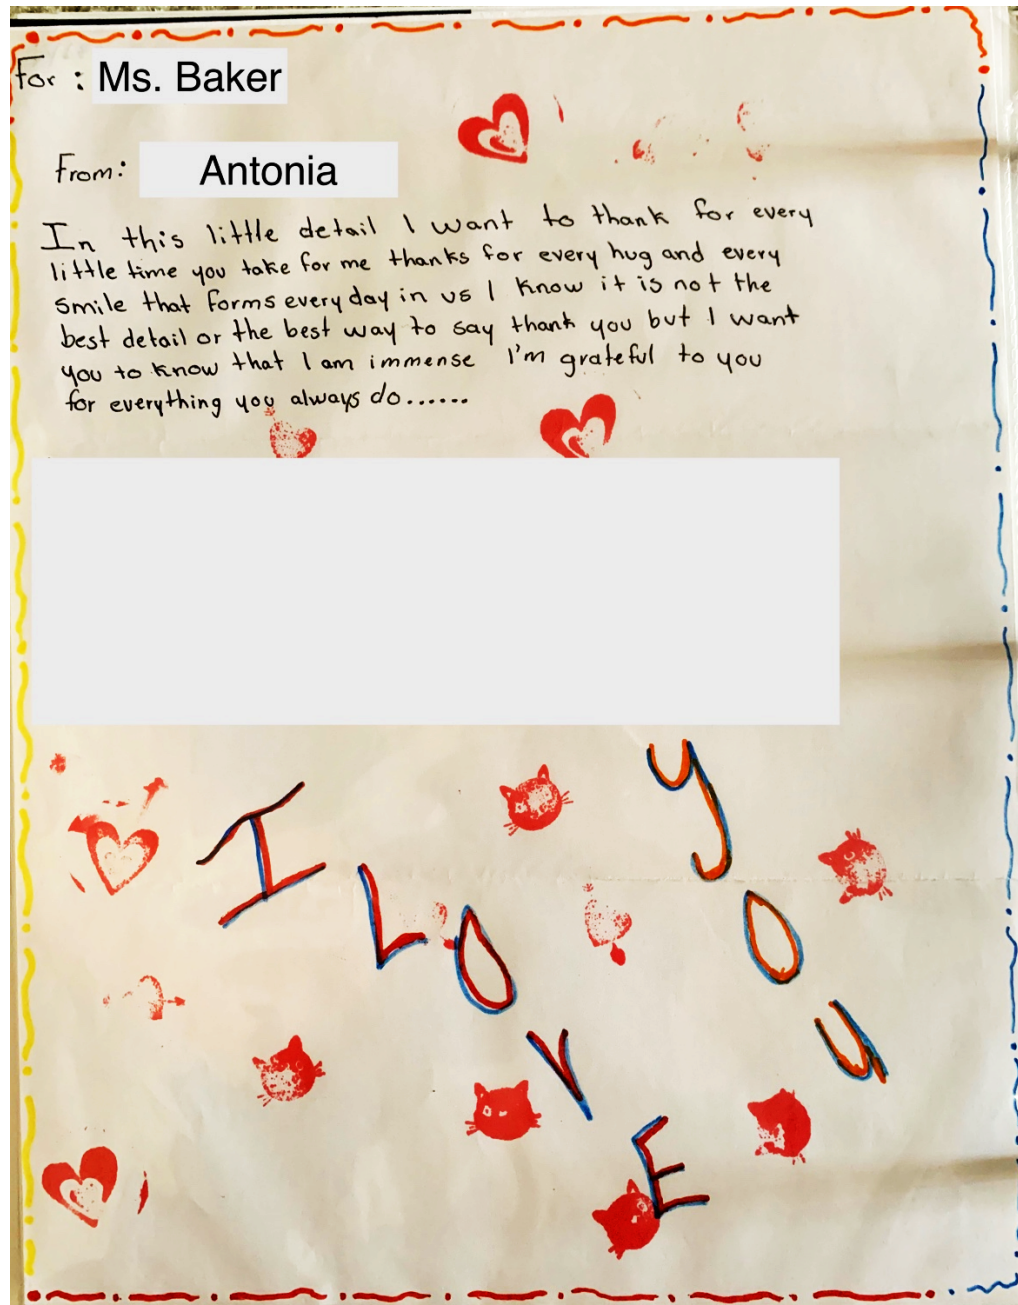 For: Ms. Baker
From: Antonia
In this little detail I want to thank for every
little time you take for me thanks for every hug and every
smile that forms every day in us I know it is not the
best detail or the best way to say thank you but I want
you to know that I am immense I'm grateful to you
for everything you always do......
I LOVE
you